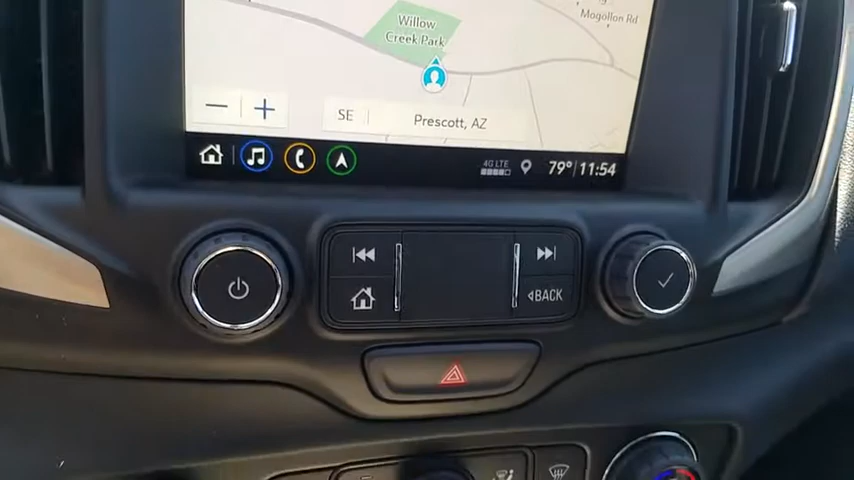 Willow
Creek Park
Mogollon Rd
SE
Prescott, AZ
4G LTE
79° 11:54
BACK